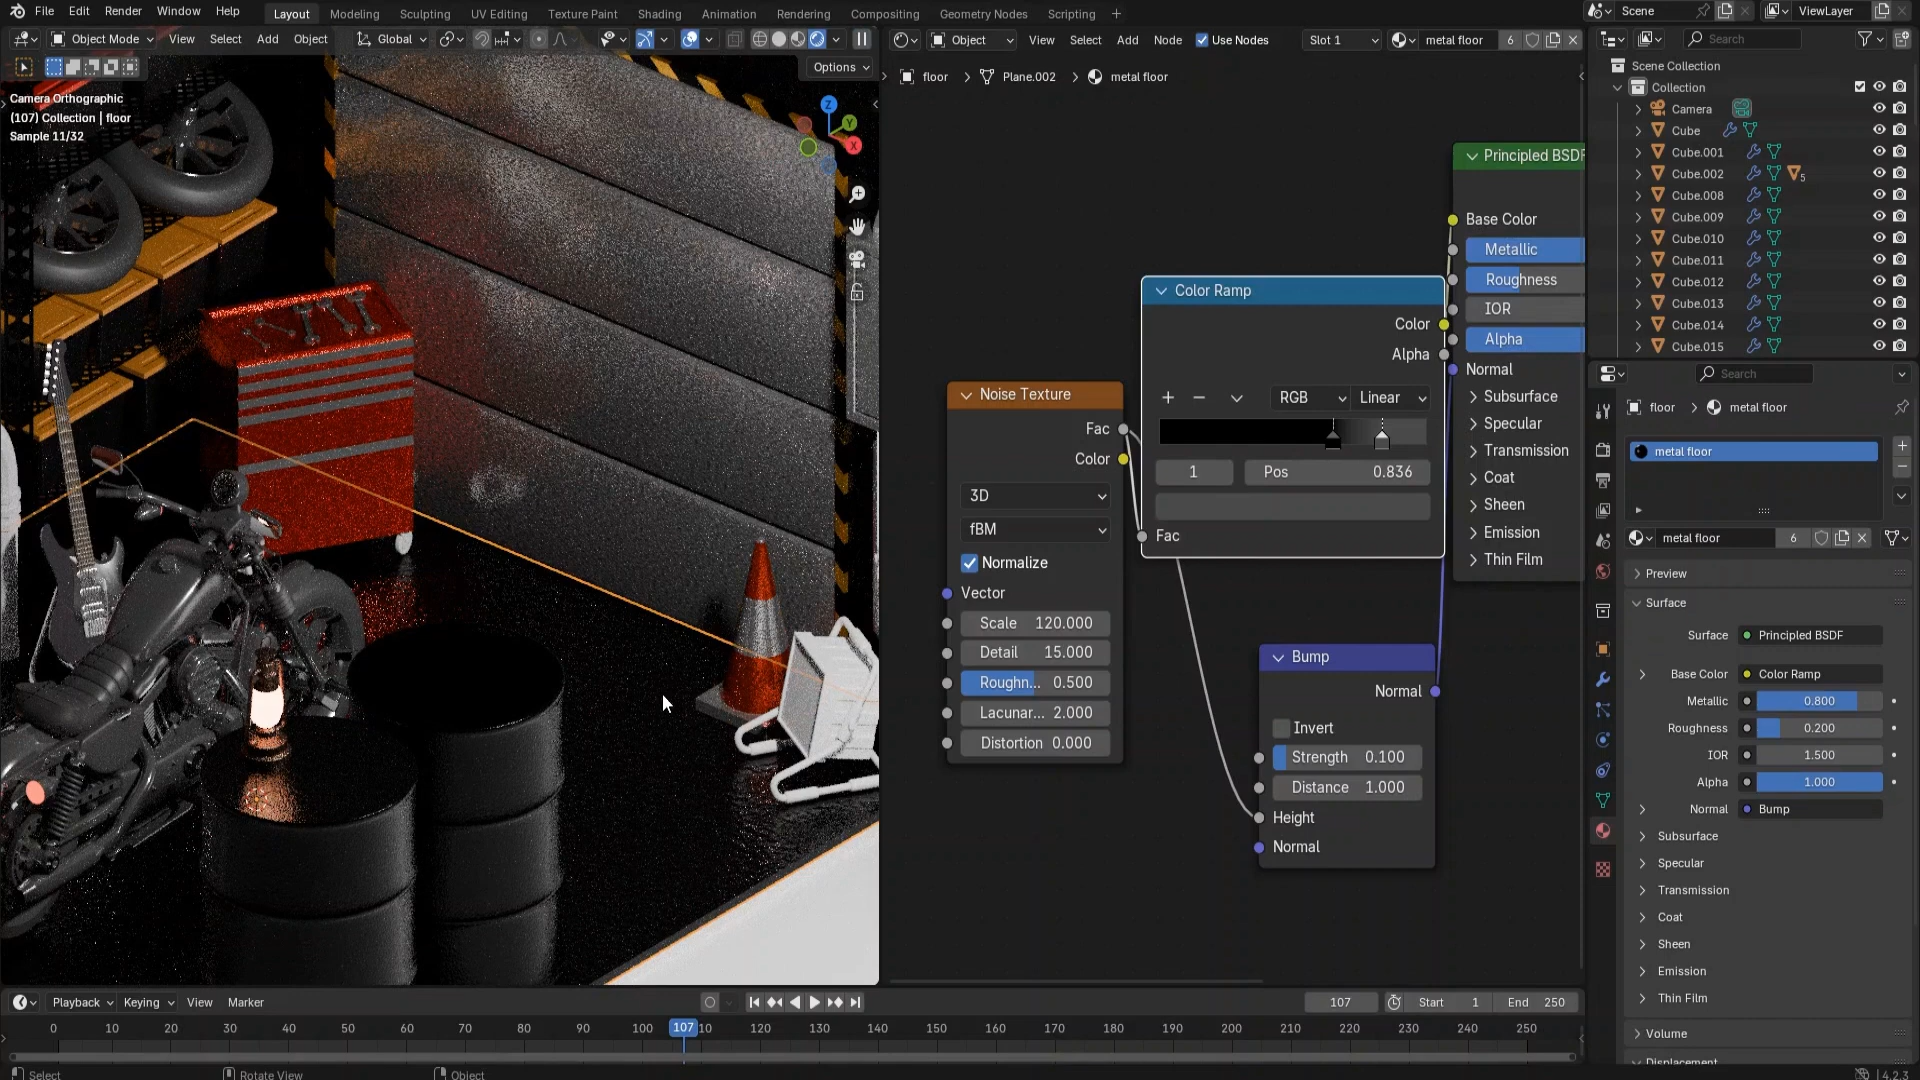 File Edit Render Window Help Layout Modeling Sculpting UV Editing Texture Paint Shading Animation Rendering Compositing Geometry Nodes Scripting + Scene ViewLayer
Object Mode View Select Add Object Global Object View Select Add Node Use Nodes Slot 1 metal floor 6 Search
Options
floor > Plane.002 > metal floor
Camera Orthographic
(107) Collection | floor
Sample 11/32
Z
Y
X
Principled BSDF
Base Color
Metallic
Roughness
IOR
Alpha
Normal
Subsurface
Specular
Transmission
Coat
Sheen
Emission
Thin Film
Color Ramp
Color
Alpha
RGB Linear
1 Pos 0.836
Fac
Noise Texture
Fac
Color
3D
fBM
Normalize
Vector
Scale 120.000
Detail 15.000
Roughn... 0.500
Lacunar... 2.000
Distortion 0.000
Bump
Normal
Invert
Strength 0.100
Distance 1.000
Height
Normal
Scene Collection
Collection
Camera
Cube
Cube.001
Cube.002 5
Cube.008
Cube.009
Cube.010
Cube.011
Cube.012
Cube.013
Cube.014
Cube.015
Search
floor > metal floor
metal floor
metal floor 6
Preview
Surface
Surface Principled BSDF
Base Color Color Ramp
Metallic 0.800
Roughness 0.200
IOR 1.500
Alpha 1.000
Normal Bump
Subsurface
Specular
Transmission
Coat
Sheen
Emission
Thin Film
Volume
Displacement
Playback Keying View Marker 107 Start 1 End 250
0 10 20 30 40 50 60 70 80 90 100 107 10 120 130 140 150 160 170 180 190 200 210 220 230 240 250
Select Rotate View Object 4.2.3